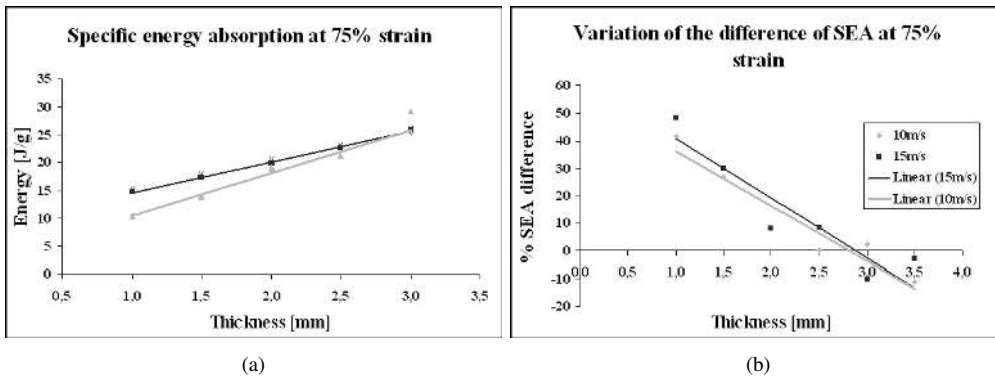 Specific energy absorption at 75% strain
Energy [J/g]
35
30
25
20
15
10
5
0
0,5
1,0
1,5
2,0
2,5
3,0
3,5
Thickness [mm]
(a)
Variation of the difference of SEA at 75%
strain
% SEA difference
60
50
40
30
20
10
0
-10
-20
0,0
0,5
1,0
1,5
2,0
2,5
3,0
3,5
4,0
10m/s
15m/s
Linear (15m/s)
Linear (10m/s)
Thickness [mm]
(b)